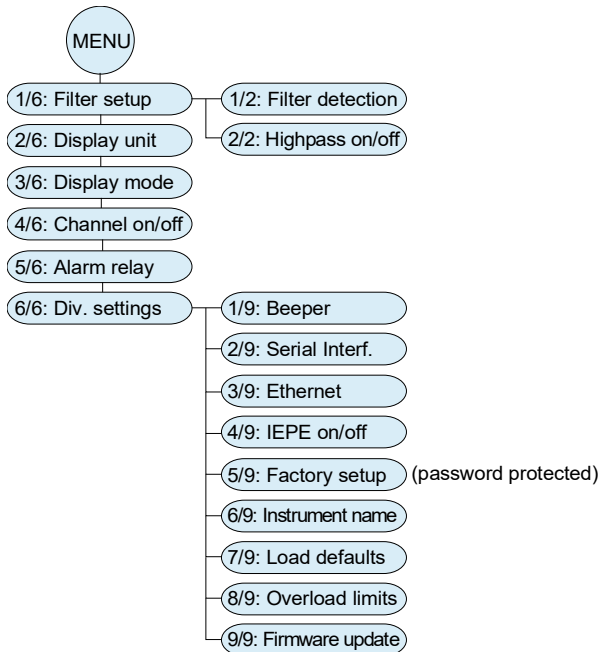 MENU
1/6: Filter setup
1/2: Filter detection
2/6: Display unit
2/2: Highpass on/off
3/6: Display mode
4/6: Channel on/off
5/6: Alarm relay
6/6: Div. settings
1/9: Beeper
2/9: Serial Interf.
3/9: Ethernet
4/9: IEPE on/off
5/9: Factory setup (password protected)
6/9: Instrument name
7/9: Load defaults
8/9: Overload limits
9/9: Firmware update